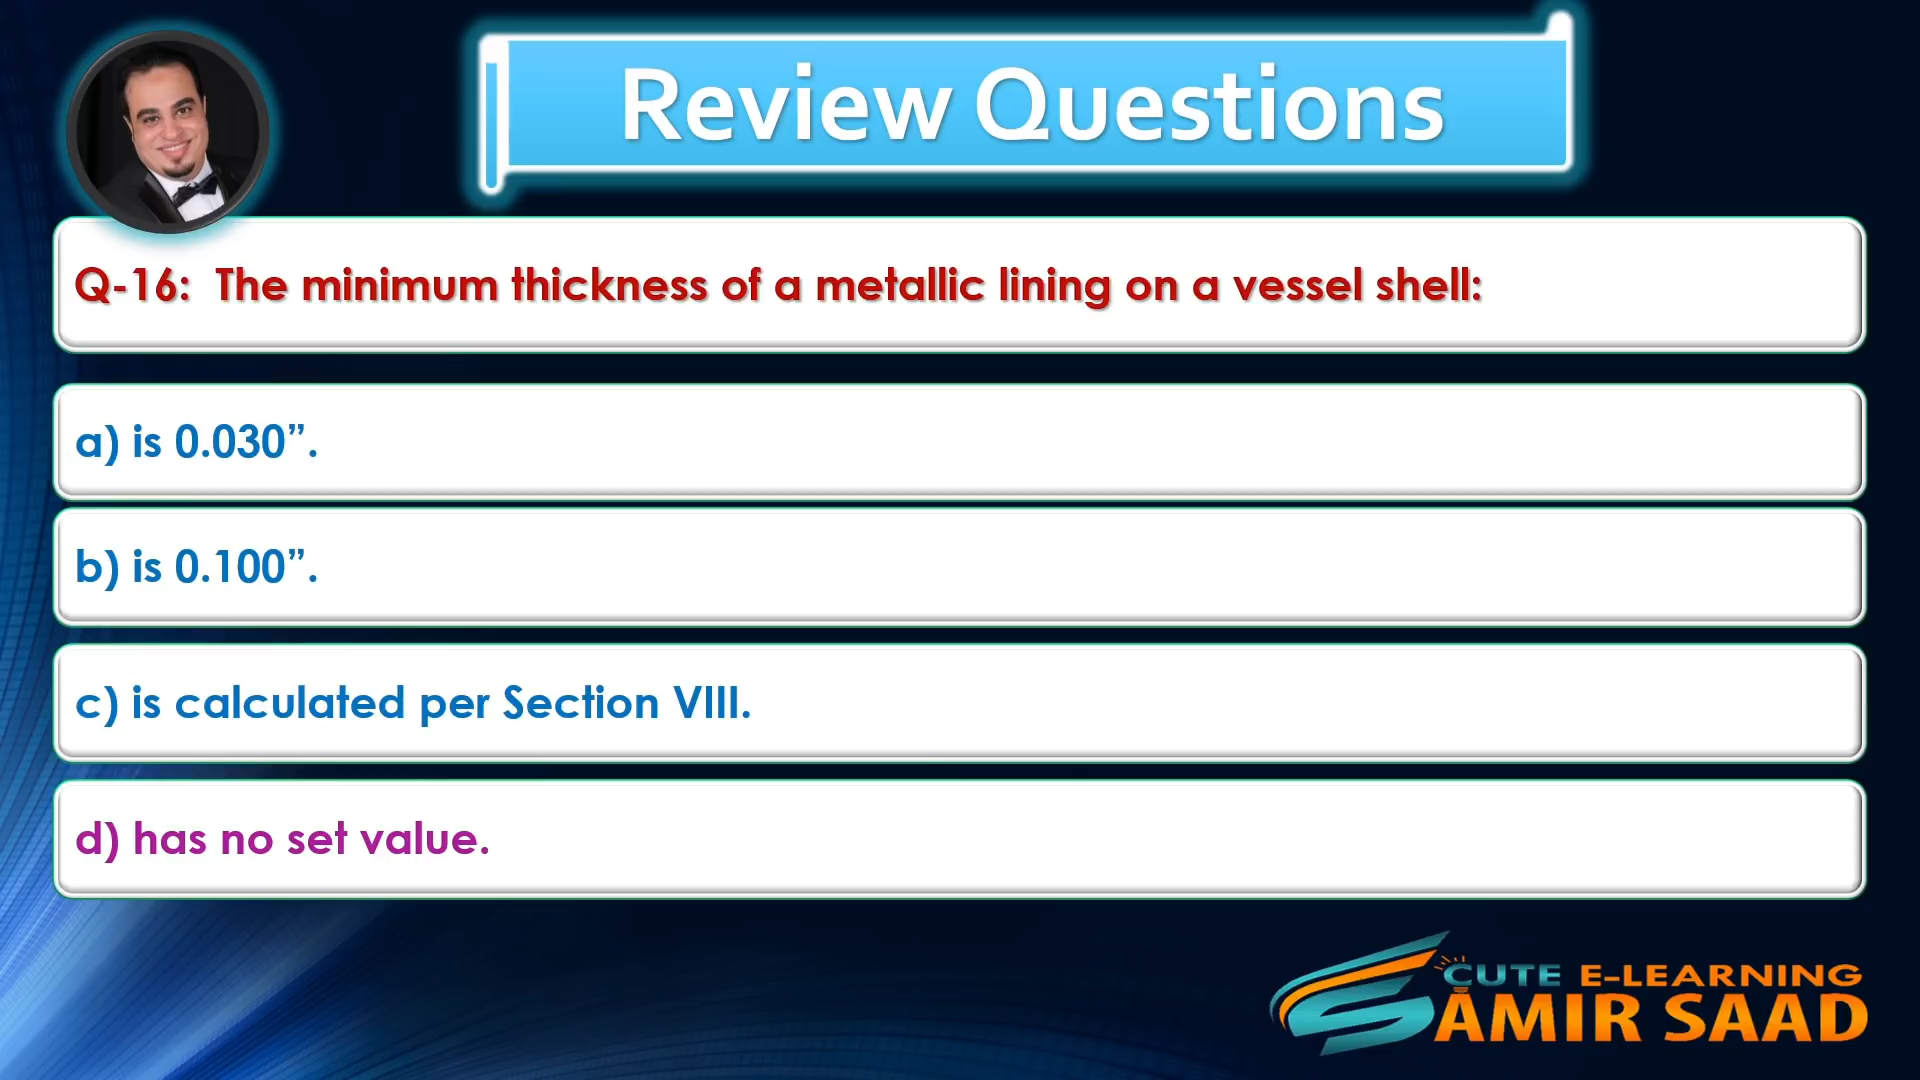 Review Questions
Q-16: The minimum thickness of a metallic lining on a vessel shell:
a) is 0.030”.
b) is 0.100”.
c) is calculated per Section VIII.
d) has no set value.
CUTE E-LEARNING
AMIR SAAD